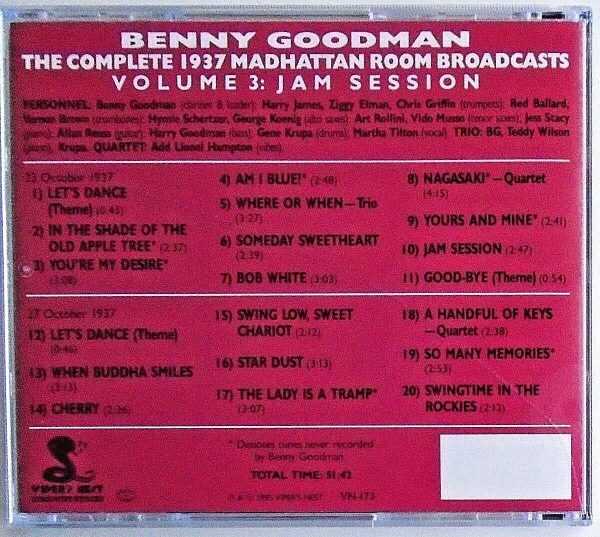 BENNY GOODMAN
THE COMPLETE 1937 MADHATTAN ROOM BROADCASTS
VOLUME 3: JAM SESSION
PERSONNEL: Benny Goodman (clarinet & leader); Harry James, Ziggy Elman, Chris Griffin (trumpets); Red Ballard,
Vernon Brown (trombones); Hymie Schertzer, George Koenig (alto saxes); Art Rollini, Vido Musso (tenor saxes), Jess Stacy
(piano); Allan Reuss (guitar); Harry Goodman (bass), Gene Krupa (drums), Martha Tilton (vocal). TRIO: BG, Teddy Wilson
(piano), Krupa. QUARTET: Add Lionel Hampton (vibes).
23 October 1937
1) LET'S DANCE
(Theme) (0:43)
2) IN THE SHADE OF THE
OLD APPLE TREE* (2:37)
3) YOU'RE MY DESIRE*
(3:08)
4) AM I BLUE?* (2:48)
5) WHERE OR WHEN—Trio
(3:27)
6) SOMEDAY SWEETHEART
(2:39)
7) BOB WHITE (3:03)
8) NAGASAKI*—Quartet
(4:15)
9) YOURS AND MINE* (2:41)
10) JAM SESSION (2:47)
11) GOOD-BYE (Theme) (0:54)
27 October 1937
12) LET'S DANCE (Theme)
(0:46)
13) WHEN BUDDHA SMILES
(3:13)
14) CHERRY (2:26)
15) SWING LOW, SWEET
CHARIOT (2:12)
16) STAR DUST (3:13)
17) THE LADY IS A TRAMP*
(3:07)
18) A HANDFUL OF KEYS
—Quartet (2:38)
19) SO MANY MEMORIES*
(2:53)
20) SWINGTIME IN THE
ROCKIES (2:12)
* Denotes tunes never recorded
by Benny Goodman.
TOTAL TIME: 51:42
VIPER'S NEST
℗ & © 1995 VIPER'S NEST VN-173